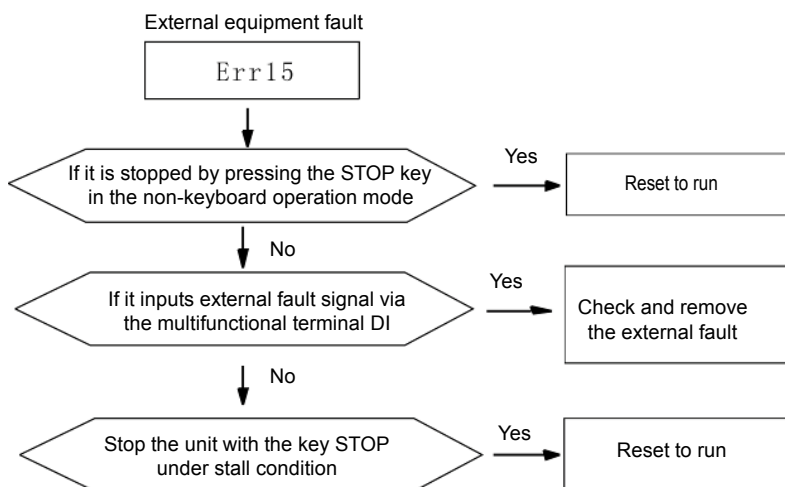 External equipment fault
Err15
If it is stopped by pressing the STOP key
in the non-keyboard operation mode
Yes
Reset to run
No
If it inputs external fault signal via
the multifunctional terminal DI
Yes
Check and remove
the external fault
No
Stop the unit with the key STOP
under stall condition
Yes
Reset to run